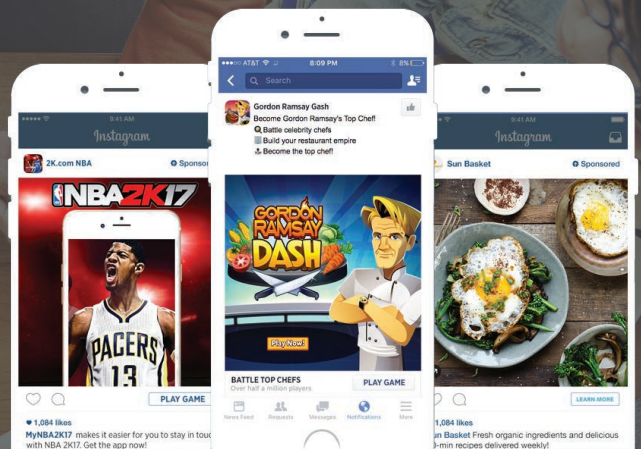 9:41 AM
Instagram
2K.com NBA
Sponsor
NBA2K17
PACERS
13
PLAY GAME
1,084 likes
MyNBA2K17 makes it easier for you to stay in touc
with NBA 2K17. Get the app now!
AT&T
8:09 PM
8%
Search
Gordon Ramsay Gash
Become Gordon Ramsay's Top Chef!
Battle celebrity chefs
Build your restaurant empire
Become the top chef!
GORDON
RAMSAY
DASH
Play Now!
BATTLE TOP CHEFS
Over half a million players
PLAY GAME
News Feed
Requests
Messages
Notifications
More
9:41 AM
Instagram
Sun Basket
Sponsored
LEARN MORE
1,084 likes
un Basket Fresh organic ingredients and delicious
-min recipes delivered weekly!